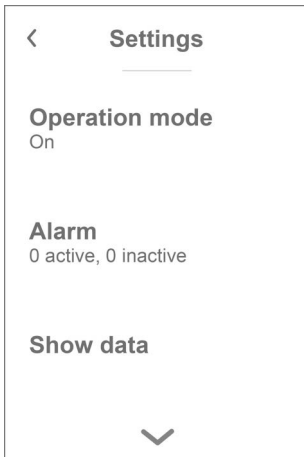 Settings
Operation mode
On
Alarm
0 active, 0 inactive
Show data